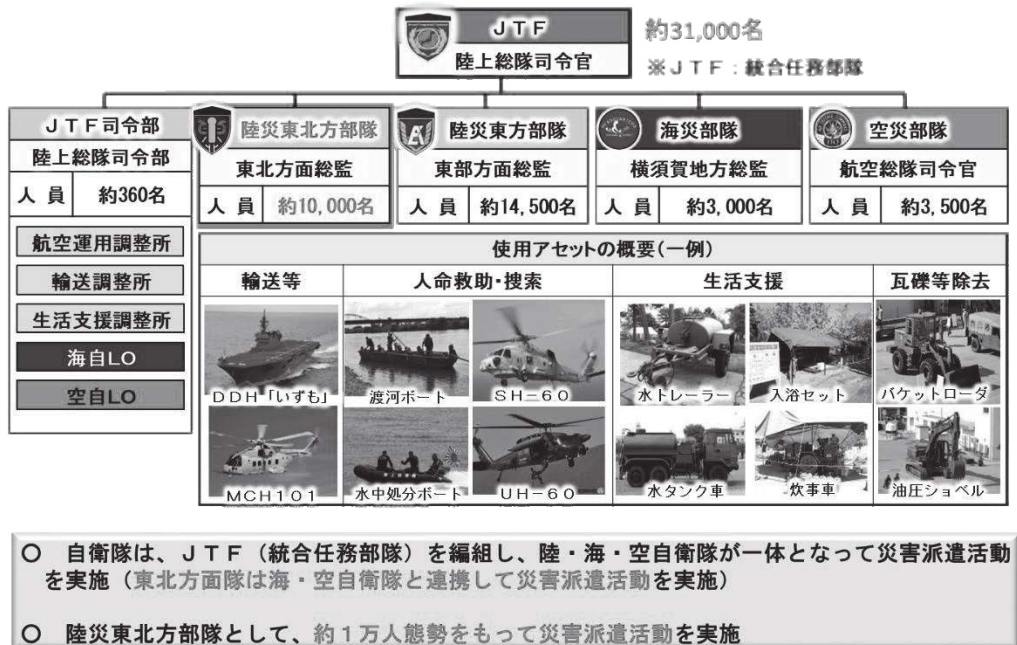 JTF
陸上総隊司令官
約31,000名
※JTF：統合任務部隊
JTF司令部
陸上総隊司令部
人員 約360名
航空運用調整所
輸送調整所
生活支援調整所
海自LO
空自LO
陸災東北方部隊
東北方面総監
人員 約10,000名
陸災東方部隊
東部方面総監
人員 約14,500名
海災部隊
横須賀地方総監
人員 約3,000名
空災部隊
航空総隊司令官
人員 約3,500名
使用アセットの概要(一例)
輸送等 人命救助・捜索 生活支援 瓦礫等除去
DDH「いずも」 渡河ボート SH-60 水トレーラー 入浴セット バケットローダ
MCH101 水中処分ボート UH-60 水タンク車 炊事車 油圧ショベル
○ 自衛隊は、JTF（統合任務部隊）を編組し、陸・海・空自衛隊が一体となって災害派遣活動
を実施（東北方面隊は海・空自衛隊と連携して災害派遣活動を実施）
○ 陸災東北方部隊として、約1万人態勢をもって災害派遣活動を実施